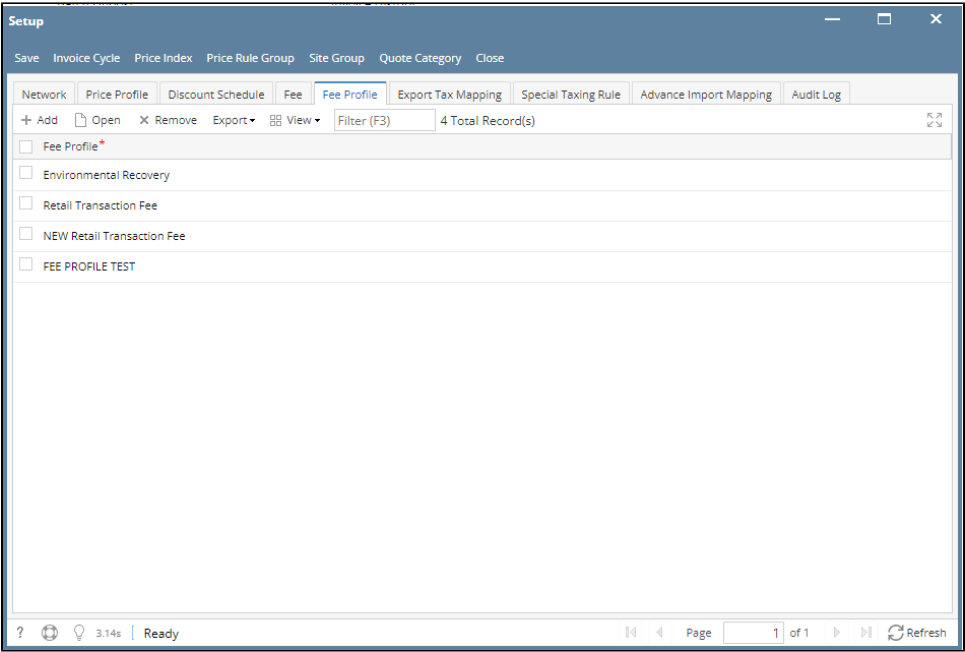 Setup
Save Invoice Cycle Price Index Price Rule Group Site Group Quote Category Close
Network Price Profile Discount Schedule Fee Fee Profile Export Tax Mapping Special Taxing Rule Advance Import Mapping Audit Log
+ Add Open X Remove Export View Filter (F3) 4 Total Record(s)
Fee Profile*
Environmental Recovery
Retail Transaction Fee
NEW Retail Transaction Fee
FEE PROFILE TEST
? 3.14s Ready Page 1 of 1 Refresh